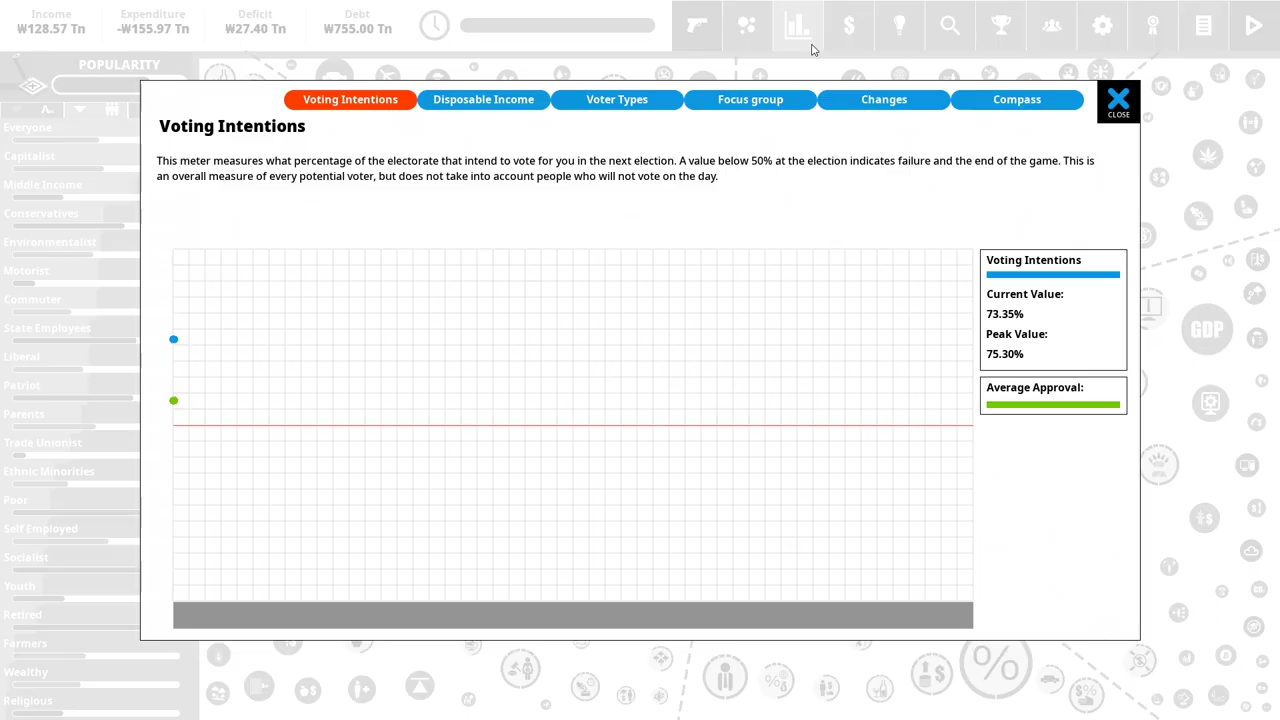 Income
Expenditure
Deficit
Debt
₩128.57 Tn
-₩155.97 Tn
₩27.40 Tn
₩755.00 Tn
POPULARITY
Voting Intentions
Disposable Income
Voter Types
Focus group
Changes
Compass
CLOSE
Voting Intentions
This meter measures what percentage of the electorate that intend to vote for you in the next election. A value below 50% at the election indicates failure and the end of the game. This is
an overall measure of every potential voter, but does not take into account people who will not vote on the day.
Voting Intentions
Current Value:
73.35%
Peak Value:
75.30%
Average Approval:
Everyone
Capitalist
Middle Income
Conservatives
Environmentalist
Motorist
Commuter
State Employees
Liberal
Patriot
Parents
Trade Unionist
Ethnic Minorities
Poor
Self Employed
Socialist
Youth
Retired
Farmers
Wealthy
Religious
GDP